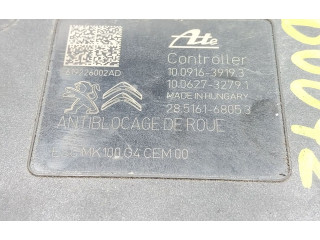 Ate
Controller
10.0916-3919.3
10.0627-3279.1
MADE IN HUNGARY
28.5161-6805.3
ANTIBLOCAGE DE ROUE
MK100 G4 CEM 00